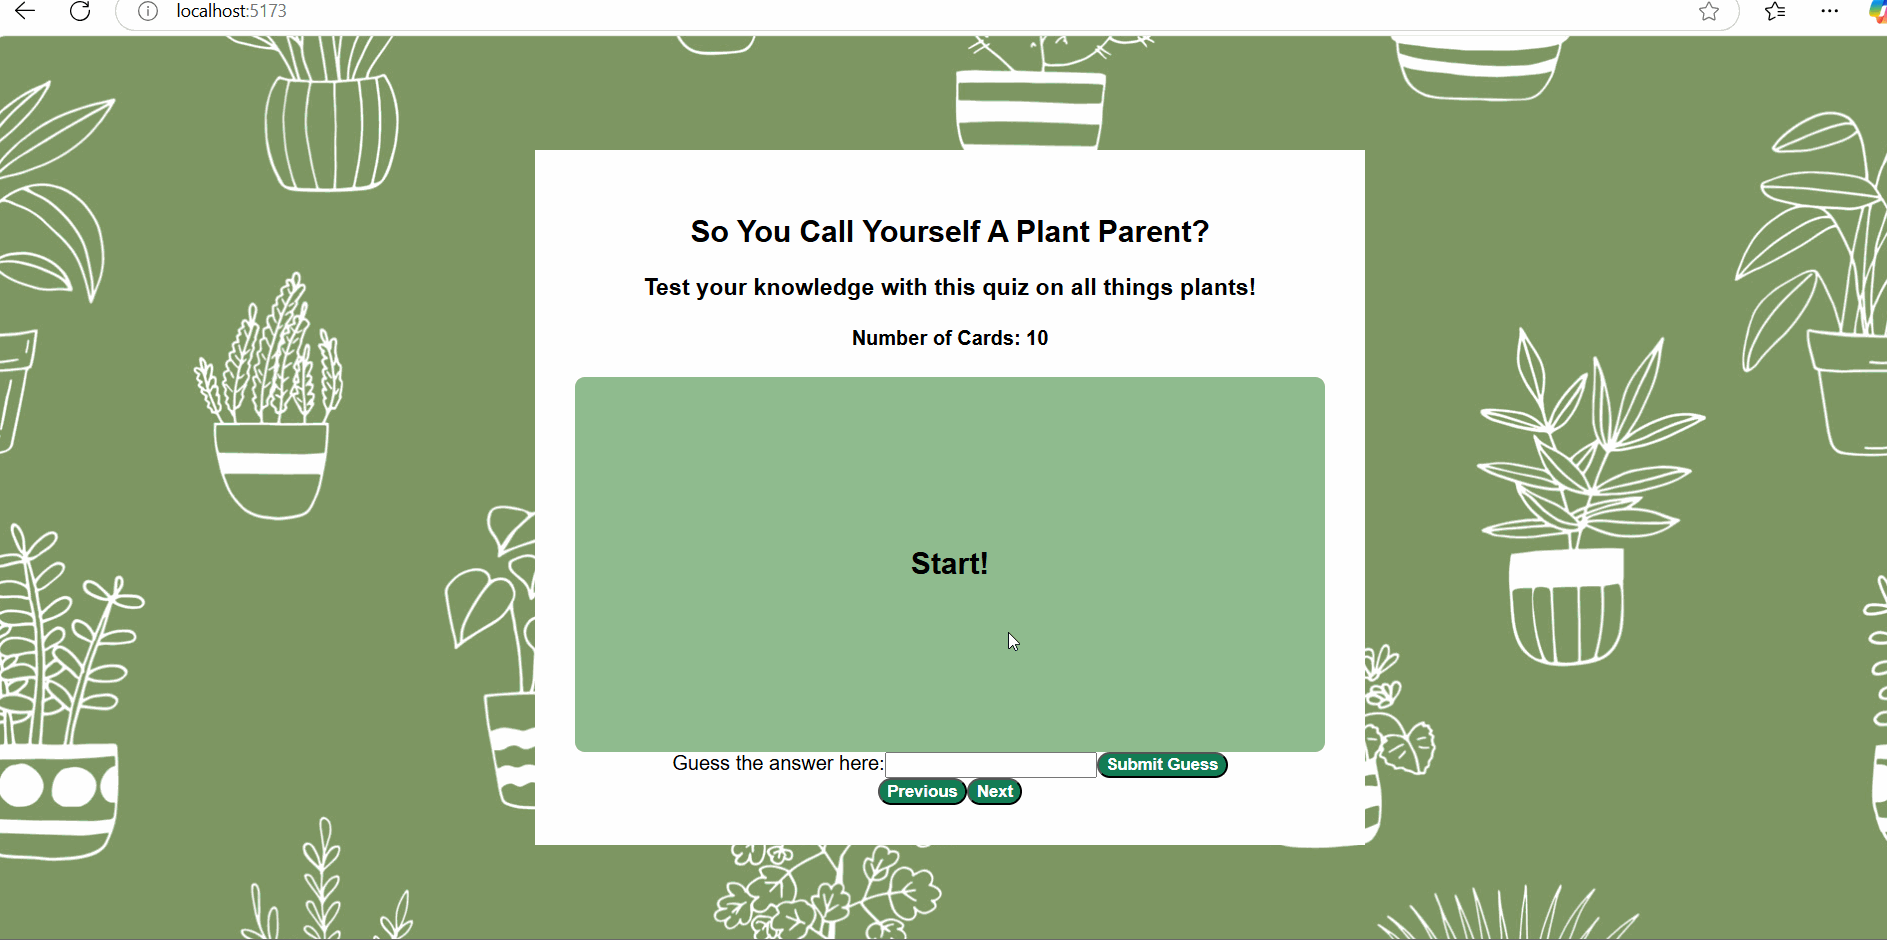 localhost:5173
So You Call Yourself A Plant Parent?
Test your knowledge with this quiz on all things plants!
Number of Cards: 10
Start!
Guess the answer here: Submit Guess
Previous Next